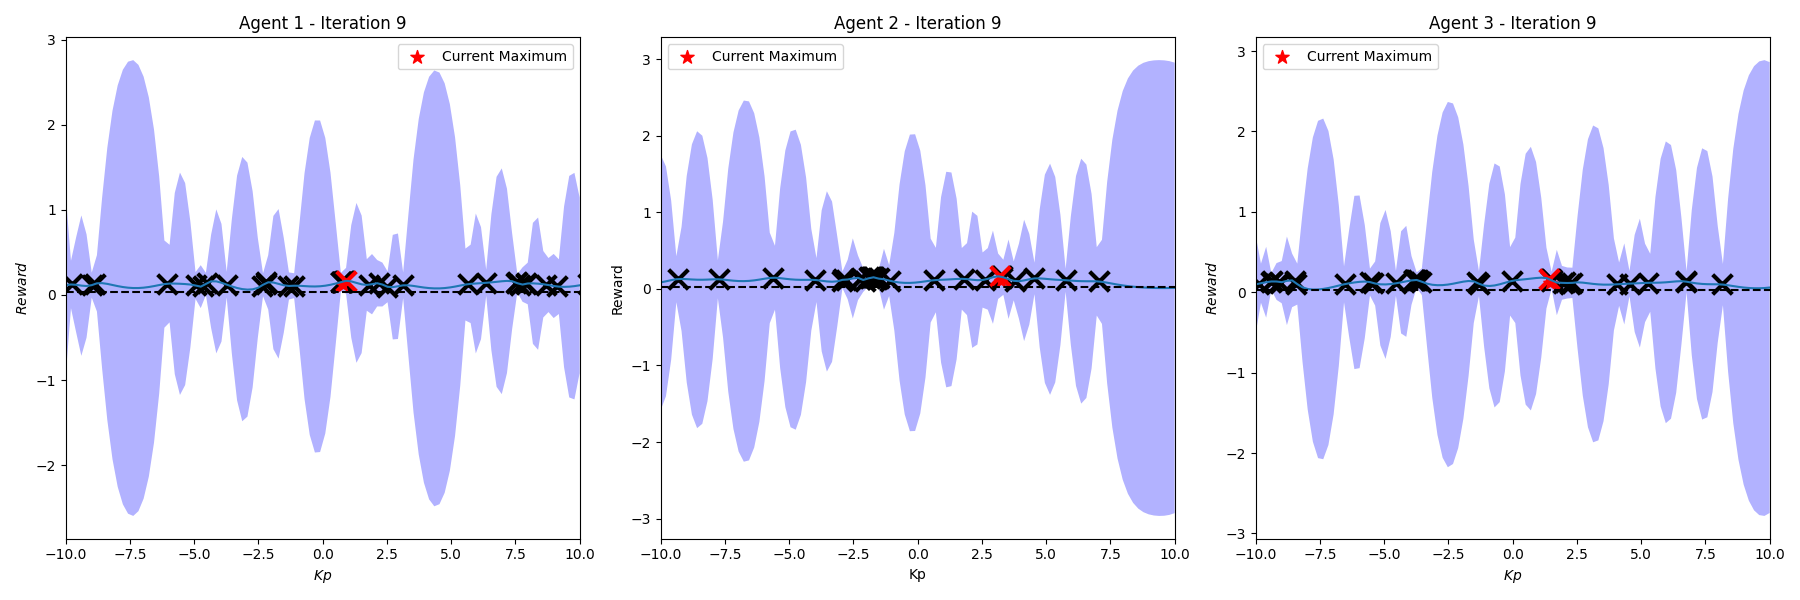 Agent 1 - Iteration 9
Current Maximum
Reward
3
2
1
0
−1
−2
−10.0 −7.5 −5.0 −2.5 0.0 2.5 5.0 7.5 10.0
Kp
Agent 2 - Iteration 9
Current Maximum
Reward
3
2
1
0
−1
−2
−3
−10.0 −7.5 −5.0 −2.5 0.0 2.5 5.0 7.5 10.0
Kp
Agent 3 - Iteration 9
Current Maximum
Reward
3
2
1
0
−1
−2
−3
−10.0 −7.5 −5.0 −2.5 0.0 2.5 5.0 7.5 10.0
Kp